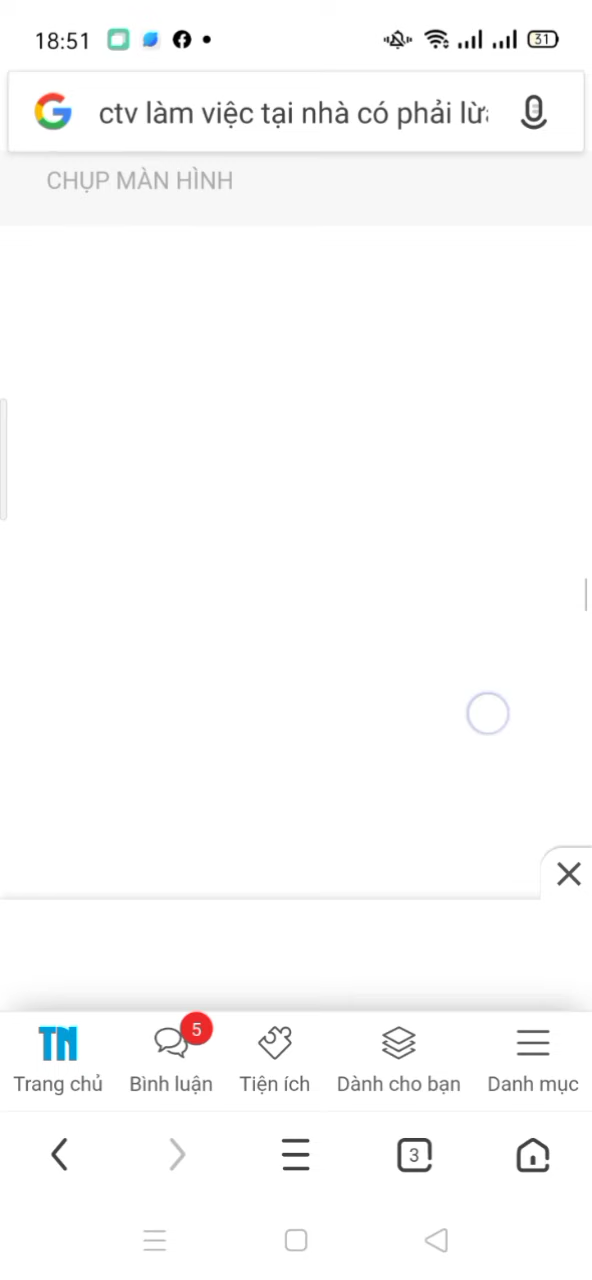 18:51
31
ctv làm việc tại nhà có phải lừ
CHỤP MÀN HÌNH
TN
5
Trang chủ
Bình luận
Tiện ích
Dành cho bạn
Danh mục
3